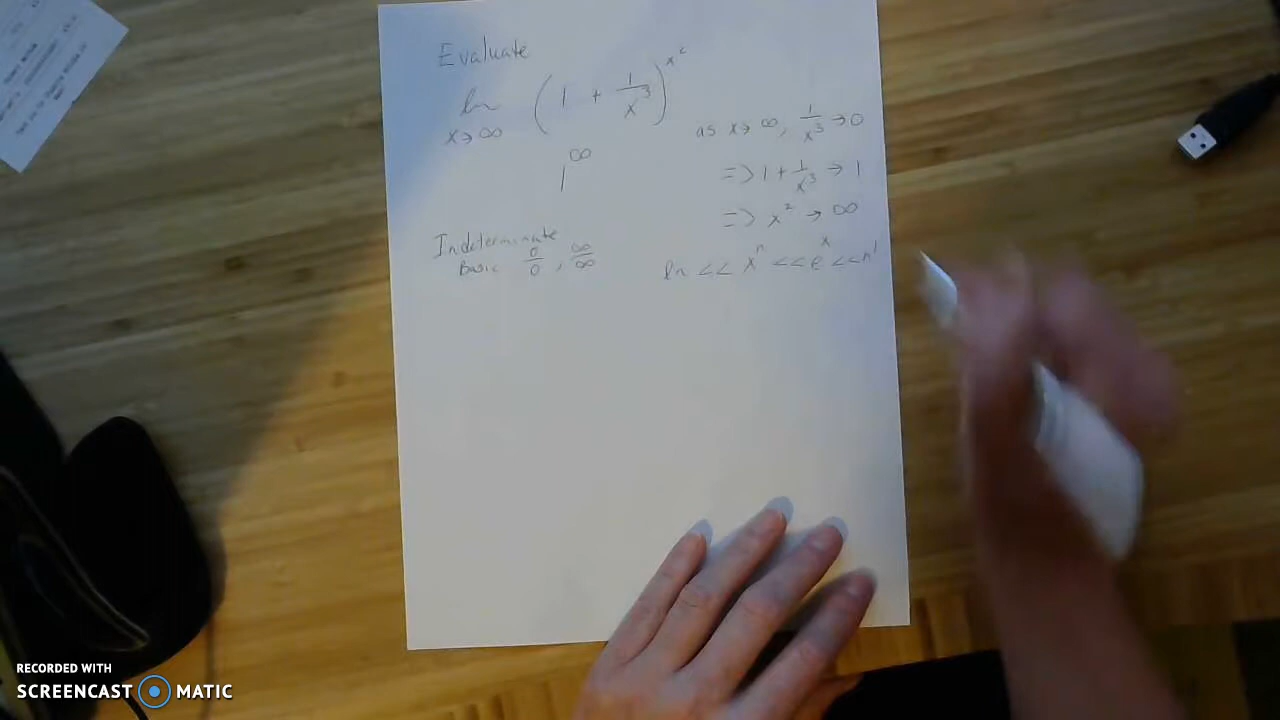 Evaluate
lim (1 + 1/x³)^x²
x→∞
as x→∞, 1/x³ → 0
1^∞
=> 1 + 1/x³ → 1
=> x² → ∞
Indeterminate
Basic 0/0, ∞/∞
ln << xⁿ << eˣ << n!
RECORDED WITH
SCREENCAST MATIC